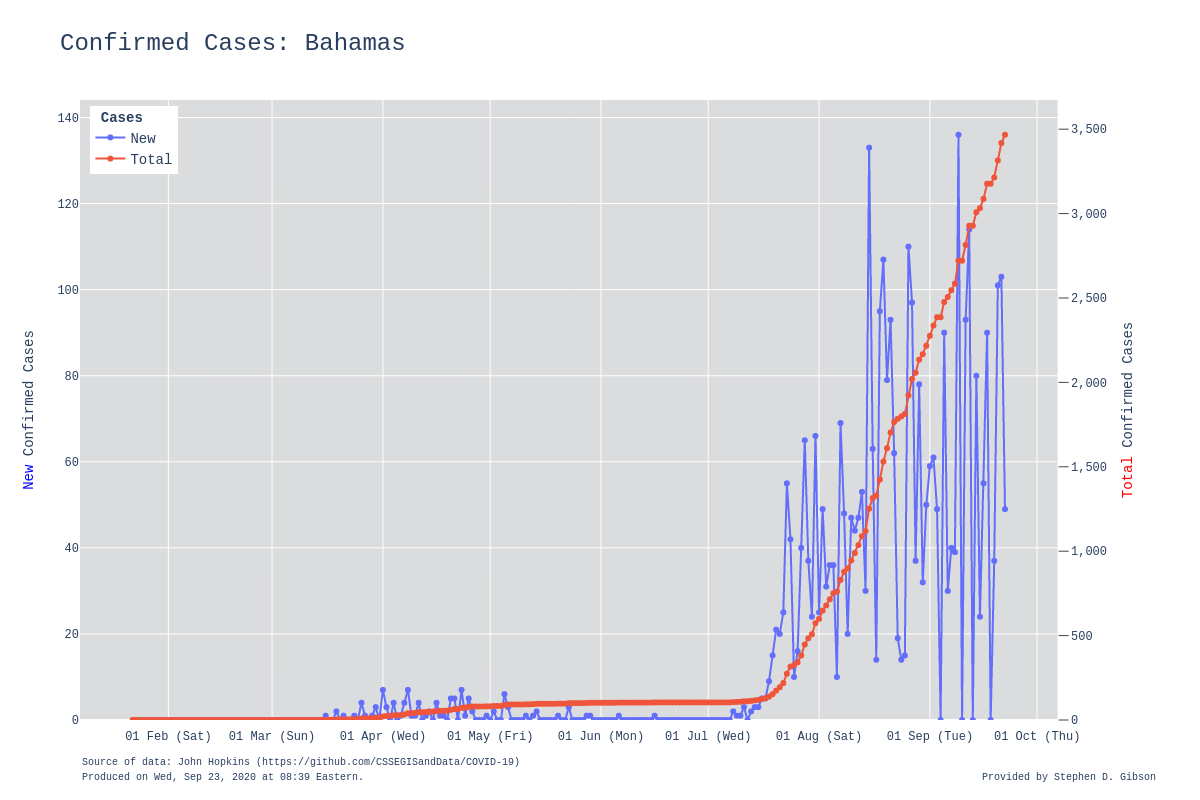 Confirmed Cases: Bahamas
Cases
New
Total
140
120
100
80
60
40
20
0
3,500
3,000
2,500
2,000
1,500
1,000
500
0
New Confirmed Cases
Total Confirmed Cases
01 Feb (Sat)
01 Mar (Sun)
01 Apr (Wed)
01 May (Fri)
01 Jun (Mon)
01 Jul (Wed)
01 Aug (Sat)
01 Sep (Tue)
01 Oct (Thu)
Source of data: John Hopkins (https://github.com/CSSEGISandData/COVID-19)
Produced on Wed, Sep 23, 2020 at 08:39 Eastern.
Provided by Stephen D. Gibson